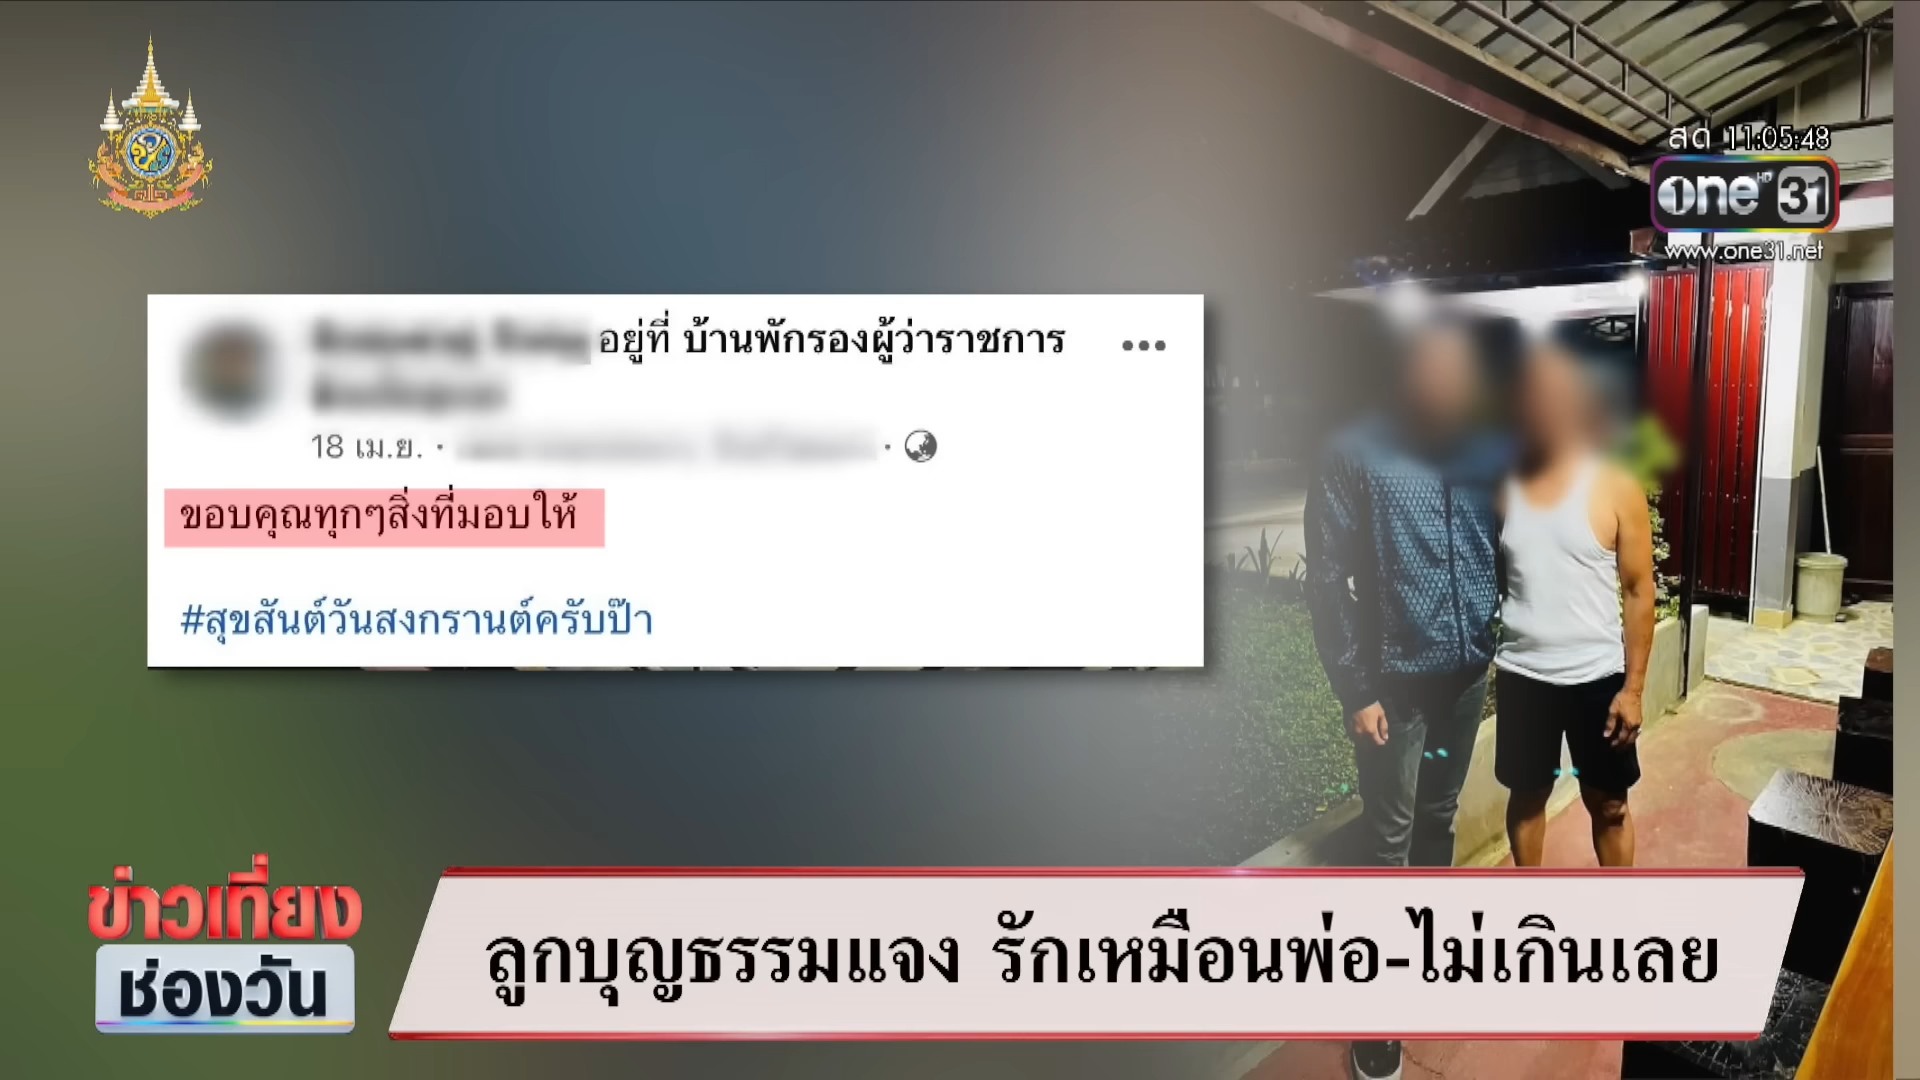 สด 11:05:48
one HD 31
www.one31.net
อยู่ที่ บ้านพักรองผู้ว่าราชการ
18 เม.ย. ·
ขอบคุณทุกๆสิ่งที่มอบให้
#สุขสันต์วันสงกรานต์ครับป๊า
ข่าวเที่ยง
ช่องวัน
ลูกบุญธรรมแจง รักเหมือนพ่อ-ไม่เกินเลย